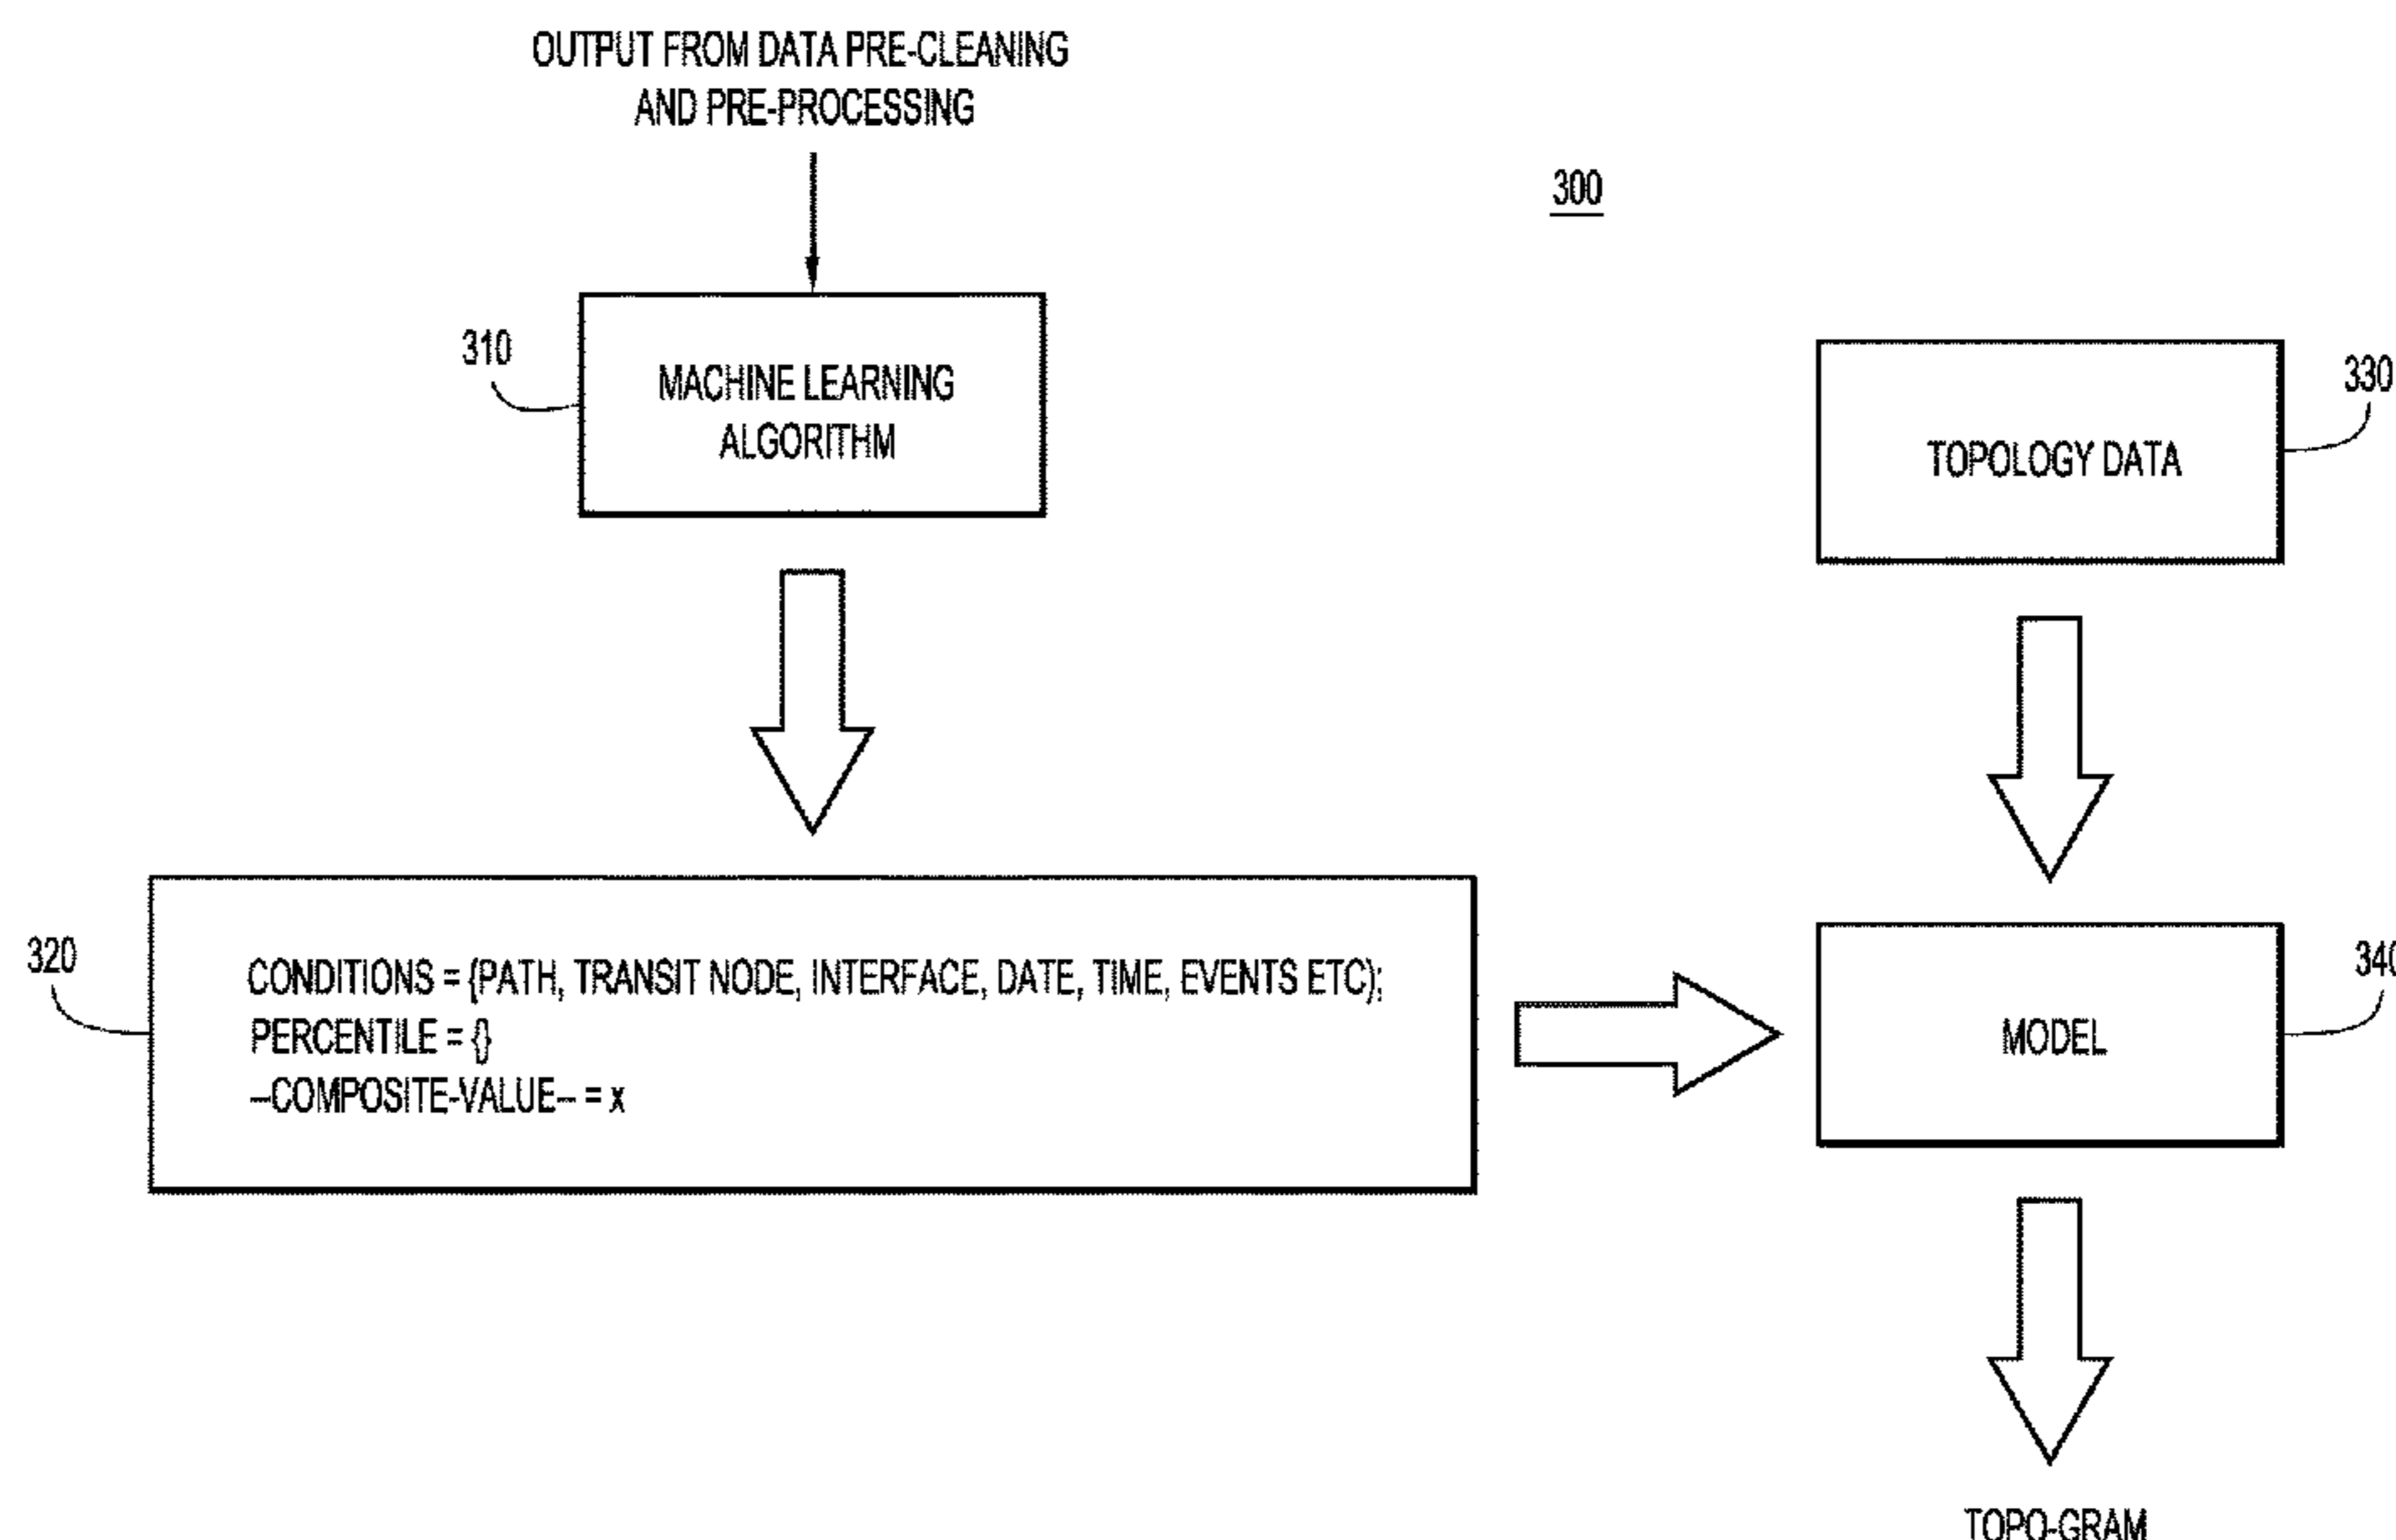 OUTPUT FROM DATA PRE-CLEANING
AND PRE-PROCESSING
300
310
MACHINE LEARNING
ALGORITHM
330
TOPOLOGY DATA
320
CONDITIONS = {PATH, TRANSIT NODE, INTERFACE, DATE, TIME, EVENTS ETC);
PERCENTILE = {}
--COMPOSITE-VALUE-- = x
340
MODEL
TOPO-GRAM